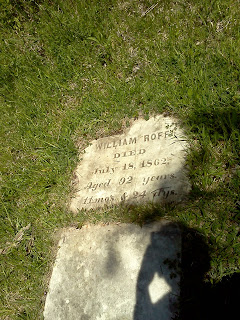 WILLIAM ROFF
DIED
July 18, 1862
Aged 92 years